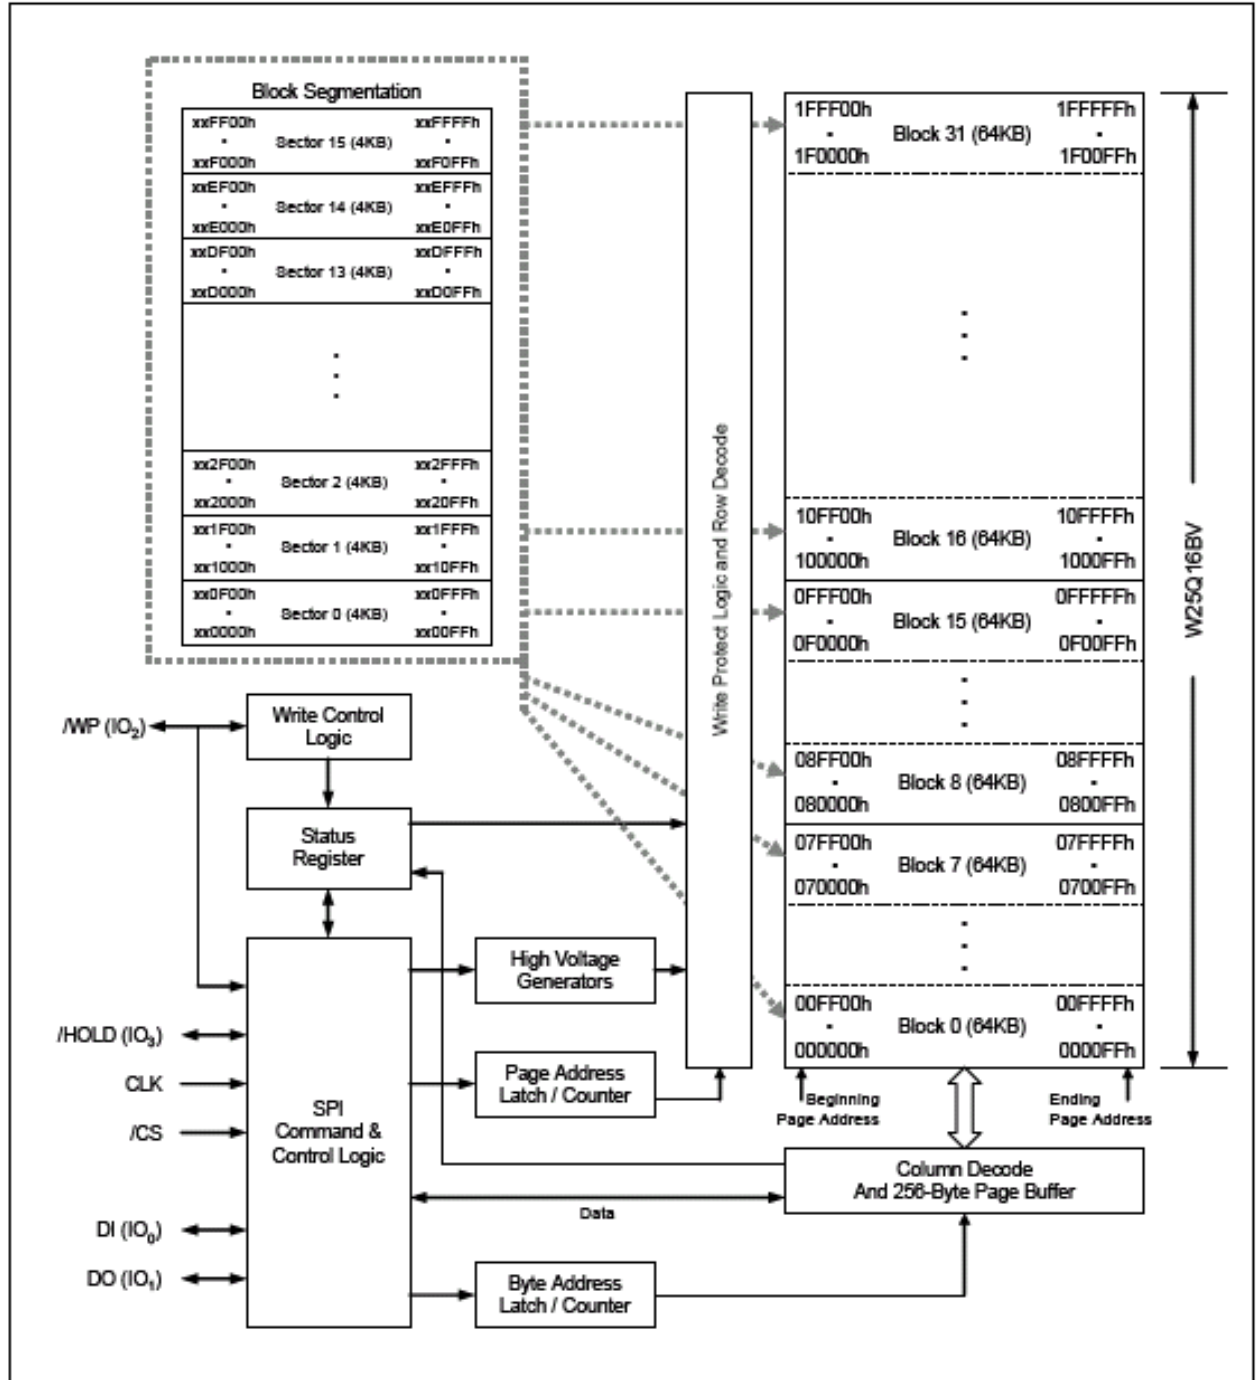 Block Segmentation
xxFF00h xxFFFFh
▪ Sector 15 (4KB) ▪
xxF000h xxF0FFh
xxEF00h xxEFFFh
▪ Sector 14 (4KB) ▪
xxE000h xxE0FFh
xxDF00h xxDFFFh
▪ Sector 13 (4KB) ▪
xxD000h xxD0FFh
xx2F00h xx2FFFh
▪ Sector 2 (4KB) ▪
xx2000h xx20FFh
xx1F00h xx1FFFh
▪ Sector 1 (4KB) ▪
xx1000h xx10FFh
xx0F00h xx0FFFh
▪ Sector 0 (4KB) ▪
xx0000h xx00FFh
Write Protect Logic and Row Decode
1FFF00h 1FFFFFh
▪ Block 31 (64KB) ▪
1F0000h 1F00FFh
10FF00h 10FFFFh
▪ Block 16 (64KB) ▪
100000h 1000FFh
0FFF00h 0FFFFFh
▪ Block 15 (64KB) ▪
0F0000h 0F00FFh
08FF00h 08FFFFh
▪ Block 8 (64KB) ▪
080000h 0800FFh
07FF00h 07FFFFh
▪ Block 7 (64KB) ▪
070000h 0700FFh
00FF00h 00FFFFh
▪ Block 0 (64KB) ▪
000000h 0000FFh
W25Q16BV
Beginning
Page Address
Ending
Page Address
/WP (IO₂)
Write Control
Logic
Status
Register
High Voltage
Generators
/HOLD (IO₃)
CLK
/CS
DI (IO₀)
DO (IO₁)
SPI
Command &
Control Logic
Page Address
Latch / Counter
Column Decode
And 256-Byte Page Buffer
Data
Byte Address
Latch / Counter